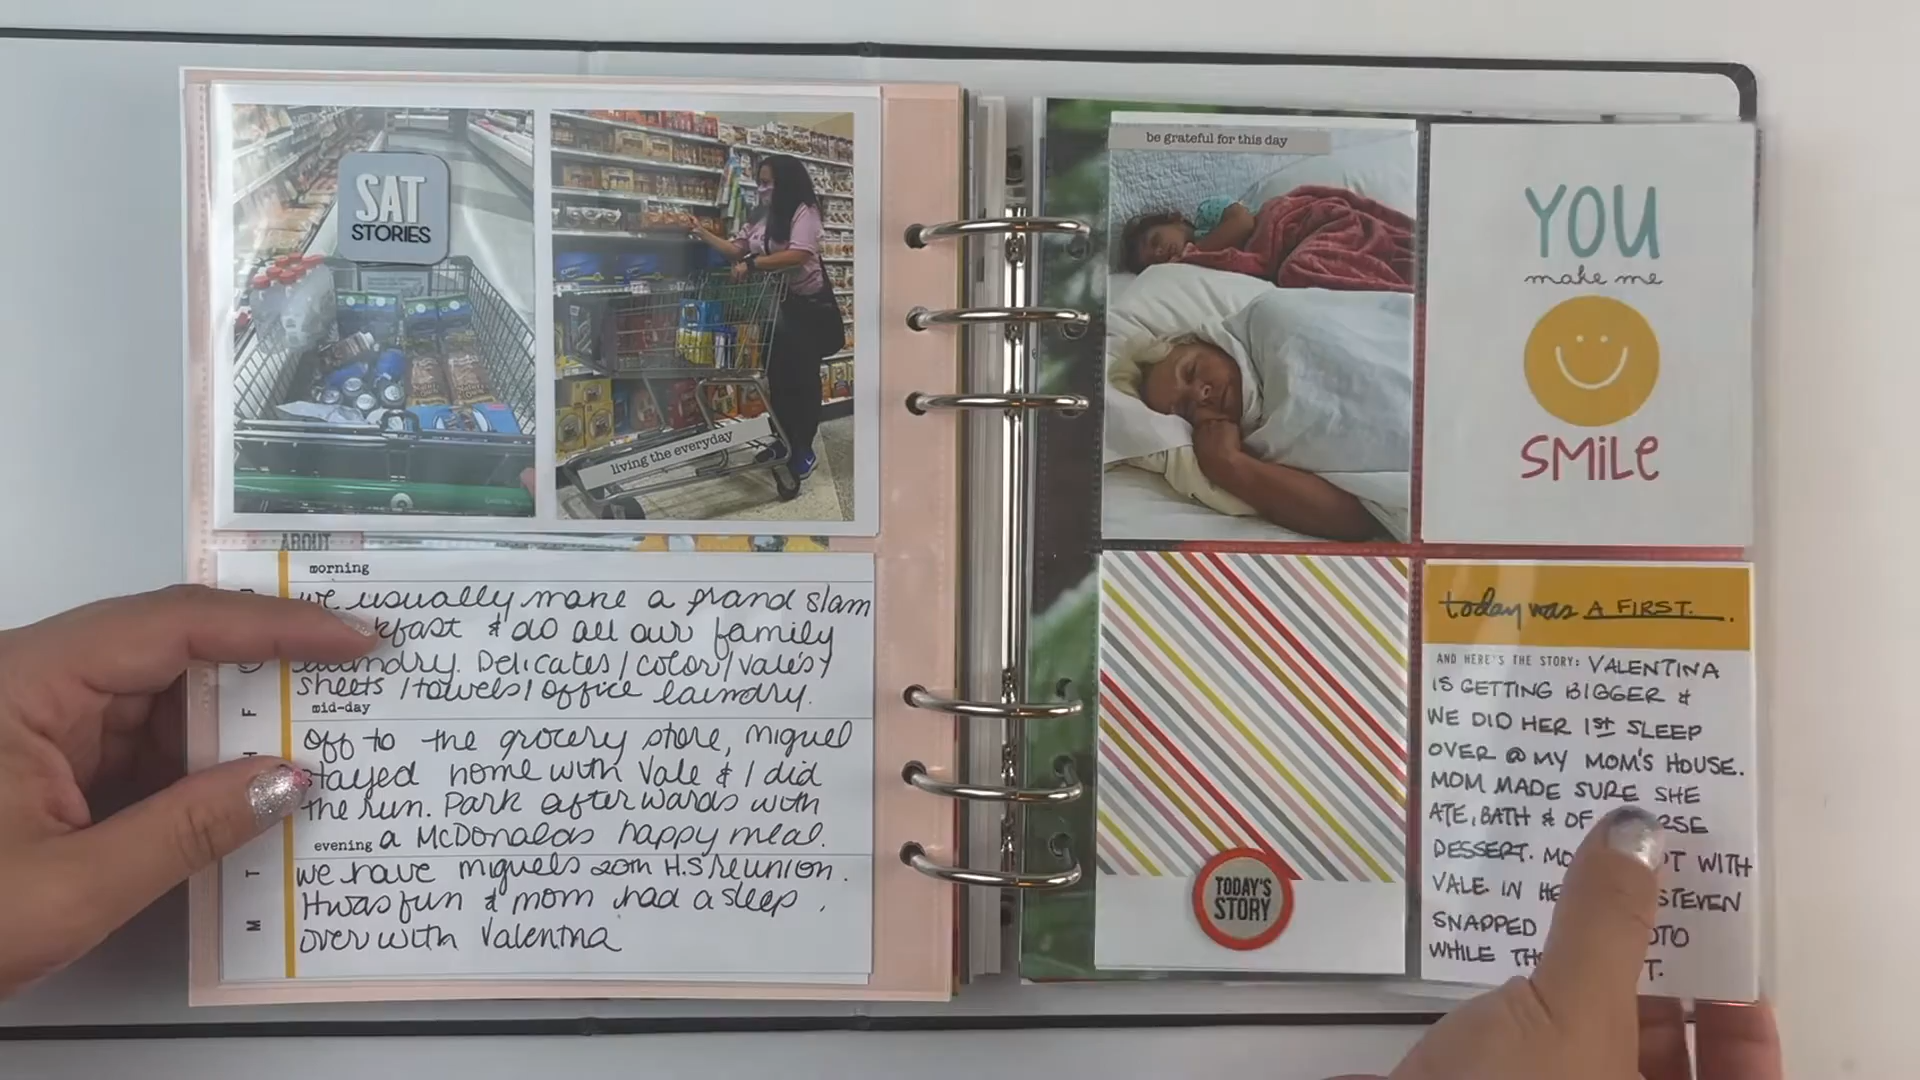 SAT
STORIES
living the everyday
ABOUT
morning
we usually make a grand slam
& do all our family
laundry. Delicates/color/vale's/
sheets/towels/office laundry.
mid-day
off to the grocery store, miguel
stayed home with Vale & I did
the run. Park afterwards with
evening a McDonalds happy meal.
we have miguels 20th H.S reunion.
It was fun & mom had a sleep
over with Valentina
F
H
T
M
be grateful for this day
YOU
make me
SMiLE
TODAY'S
STORY
today was A FIRST.
AND HERE'S THE STORY: VALENTINA
IS GETTING BIGGER &
WE DID HER 1st SLEEP
OVER @ MY MOM'S HOUSE.
MOM MADE SURE SHE
ATE, BATH & OF
DESSERT. WITH
VALE IN STEVEN
SNAPPED
WHILE